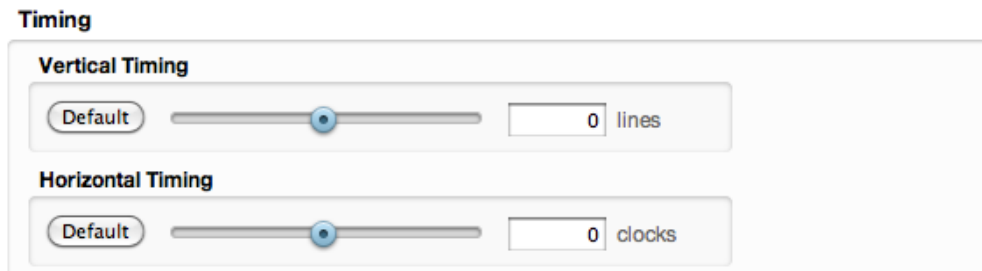 Timing
Vertical Timing
Default 0 lines
Horizontal Timing
Default 0 clocks